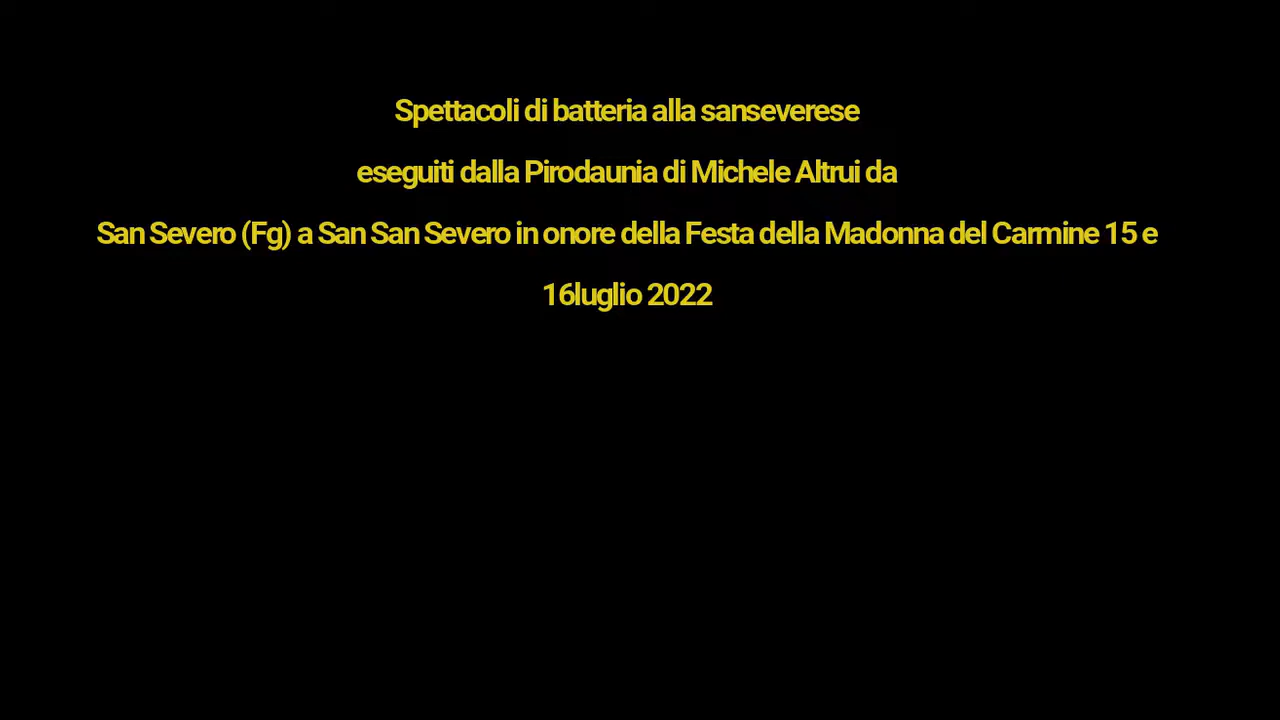 Spettacoli di batteria alla sanseverese
eseguiti dalla Pirodaunia di Michele Altrui da
San Severo (Fg) a San San Severo in onore della Festa della Madonna del Carmine 15 e
16luglio 2022